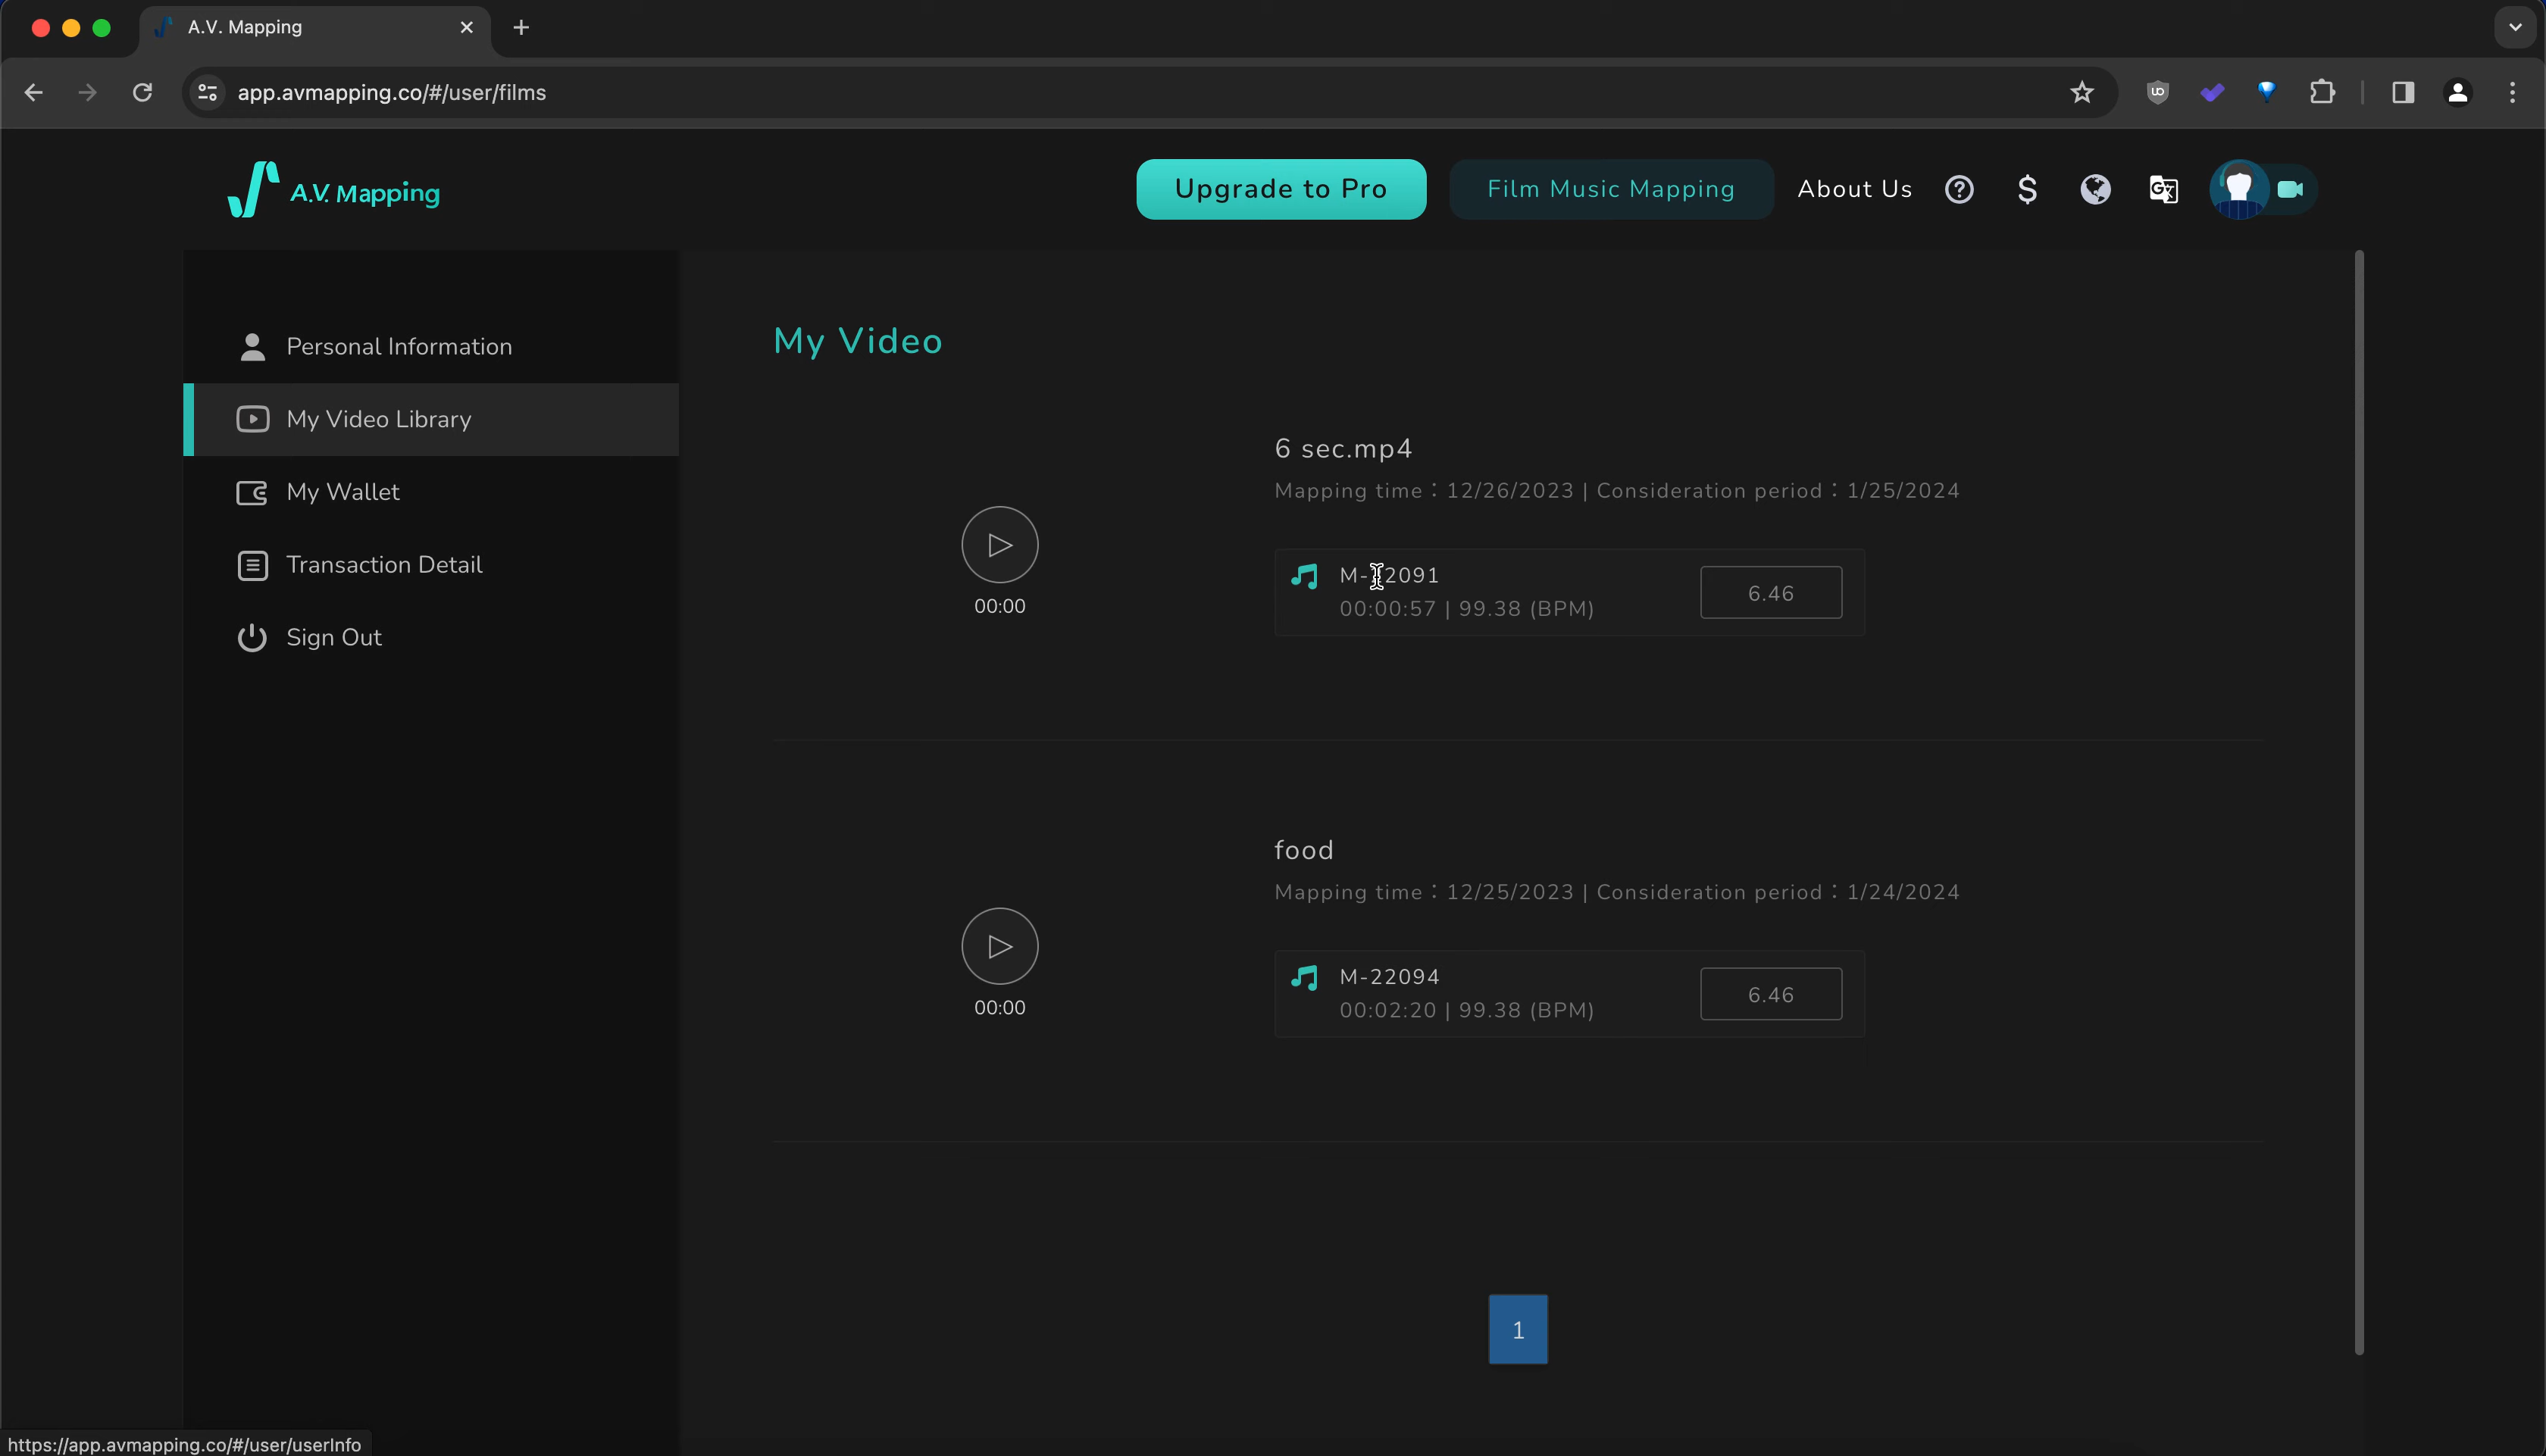 A.V. Mapping
app.avmapping.co/#/user/films
A.V. Mapping
Upgrade to Pro
Film Music Mapping
About Us
Personal Information
My Video Library
My Wallet
Transaction Detail
Sign Out
My Video
00:00
6 sec.mp4
Mapping time：12/26/2023 | Consideration period：1/25/2024
00:00:57 | 99.38 (BPM)
6.46
00:00
food
Mapping time：12/25/2023 | Consideration period：1/24/2024
M-22094
00:02:20 | 99.38 (BPM)
6.46
1
https://app.avmapping.co/#/user/userInfo